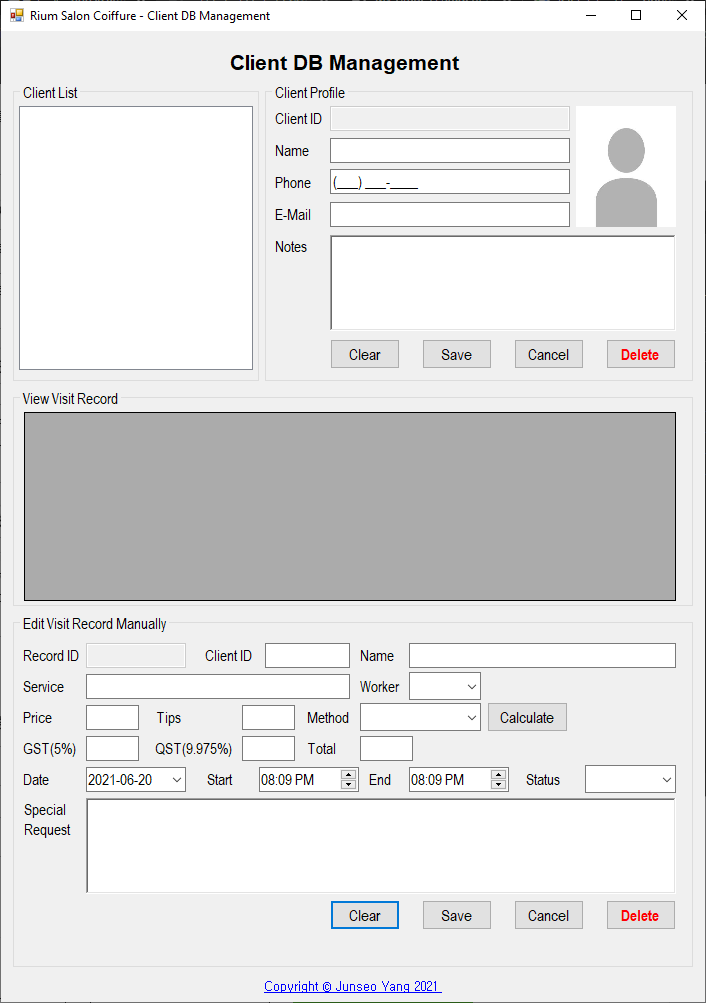 Rium Salon Coiffure - Client DB Management
Client DB Management
Client List
Client Profile
Client ID
Name
Phone
(___) ___-____
E-Mail
Notes
Clear Save Cancel Delete
View Visit Record
Edit Visit Record Manually
Record ID Client ID Name
Service Worker
Price Tips Method Calculate
GST(5%) QST(9.975%) Total
Date 2021-06-20 Start 08:09 PM End 08:09 PM Status
Special
Request
Clear Save Cancel Delete
Copyright @ Junseo Yang 2021